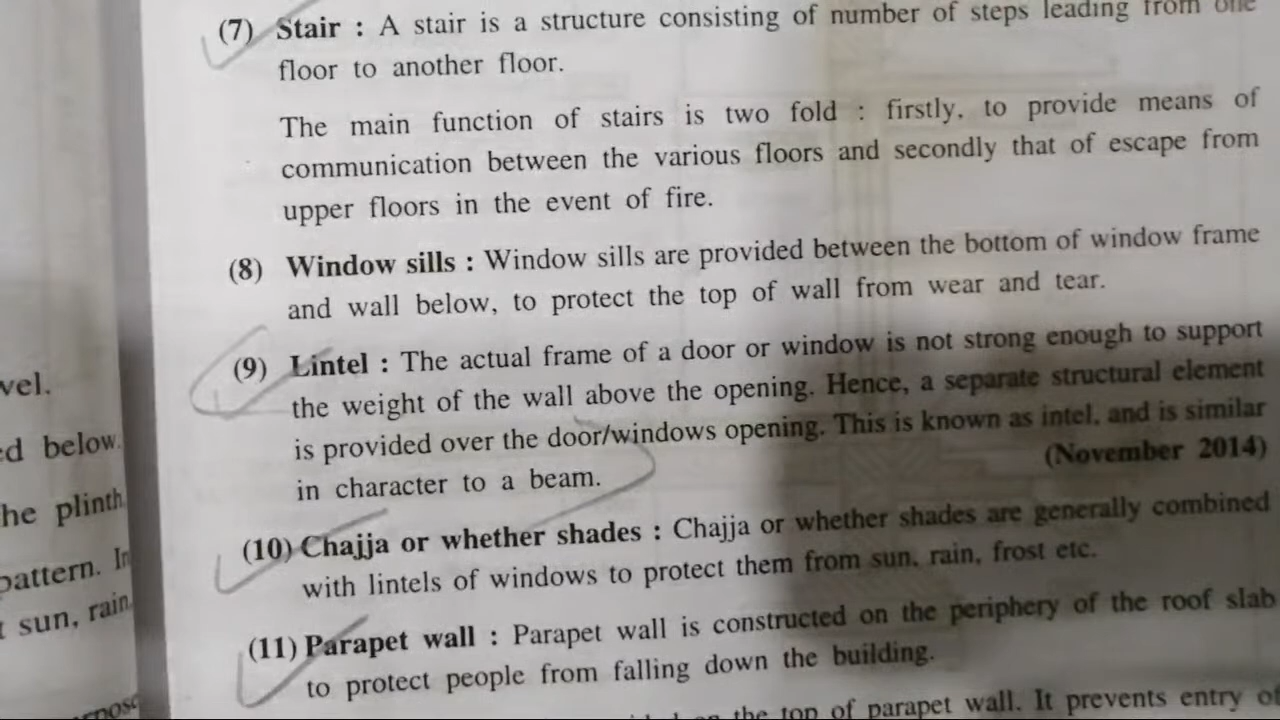 (7) Stair : A stair is a structure consisting of number of steps leading from one
floor to another floor.
The main function of stairs is two fold : firstly, to provide means of
communication between the various floors and secondly that of escape from
upper floors in the event of fire.
(8) Window sills : Window sills are provided between the bottom of window frame
and wall below, to protect the top of wall from wear and tear.
(9) Lintel : The actual frame of a door or window is not strong enough to support
the weight of the wall above the opening. Hence, a separate structural element
is provided over the door/windows opening. This is known as intel, and is similar
in character to a beam.
(November 2014)
(10) Chajja or whether shades : Chajja or whether shades are generally combined
with lintels of windows to protect them from sun, rain, frost etc.
(11) Parapet wall : Parapet wall is constructed on the periphery of the roof slab
to protect people from falling down the building.
the top of parapet wall. It prevents entry of
vel.
below.
he plinth
pattern. In
sun, rain,